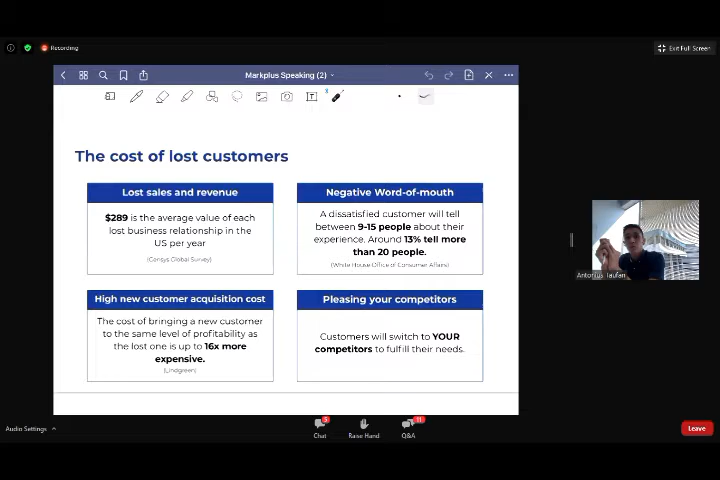 Recording
Exit Full Screen
Markplus Speaking (2)
The cost of lost customers
Lost sales and revenue
$289 is the average value of each
lost business relationship in the
US per year
(Gensys Global Survey)
Negative Word-of-mouth
A dissatisfied customer will tell
between 9-15 people about their
experience. Around 13% tell more
than 20 people.
(White House Office of Consumer Affairs)
High new customer acquisition cost
The cost of bringing a new customer
to the same level of profitability as
the lost one is up to 16x more
expensive.
(Lindgreen)
Pleasing your competitors
Customers will switch to YOUR
competitors to fulfill their needs.
Antonius Taufan
Audio Settings
5
Chat
Raise Hand
11
Q&A
Leave